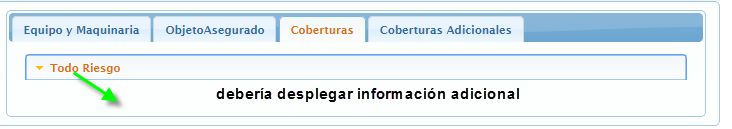 Equipo y Maquinaria ObjetoAsegurado Coberturas Coberturas Adicionales
Todo Riesgo
debería desplegar información adicional